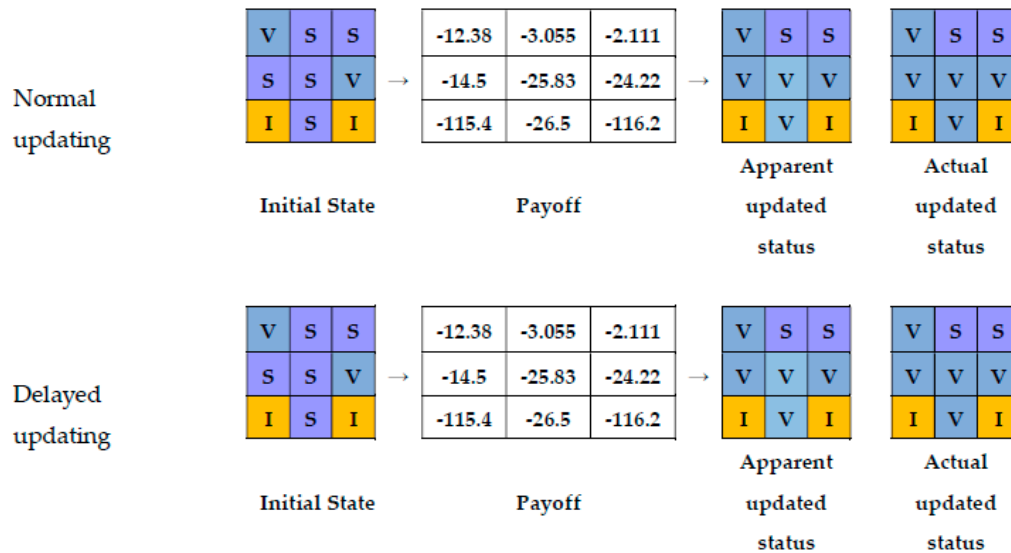 V S S -12.38 -3.055 -2.111 V S S V S S
Normal updating
S S V → -14.5 -25.83 -24.22 → V V V V V V
I S I -115.4 -26.5 -116.2 I V I I V I
Initial State Payoff Apparent updated status Actual updated status
V S S -12.38 -3.055 -2.111 V S S V S S
Delayed updating
S S V → -14.5 -25.83 -24.22 → V V V V V V
I S I -115.4 -26.5 -116.2 I V I I V I
Initial State Payoff Apparent updated status Actual updated status